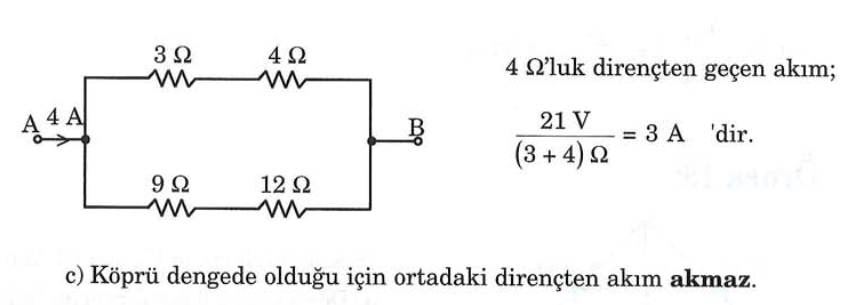 3 Ω 4 Ω
A 4 A
B
9 Ω 12 Ω
4 Ω'luk dirençten geçen akım;
21 V
(3 + 4) Ω = 3 A 'dir.
c) Köprü dengede olduğu için ortadaki dirençten akım akmaz.